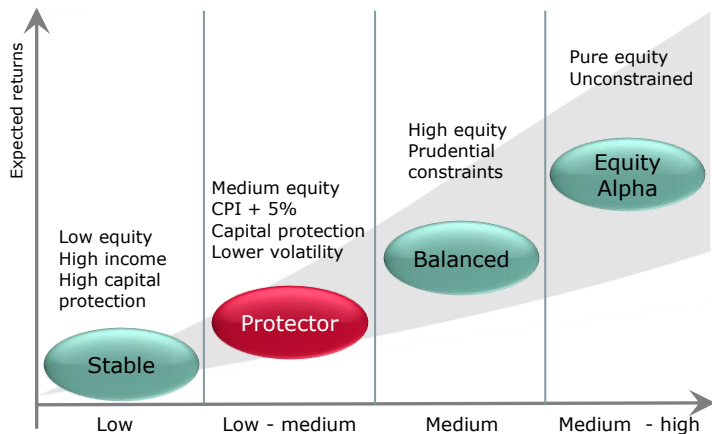 Expected returns
Pure equity
Unconstrained
High equity
Prudential
constraints
Equity
Alpha
Medium equity
CPI + 5%
Capital protection
Lower volatility
Balanced
Low equity
High income
High capital
protection
Protector
Stable
Low
Low - medium
Medium
Medium - high